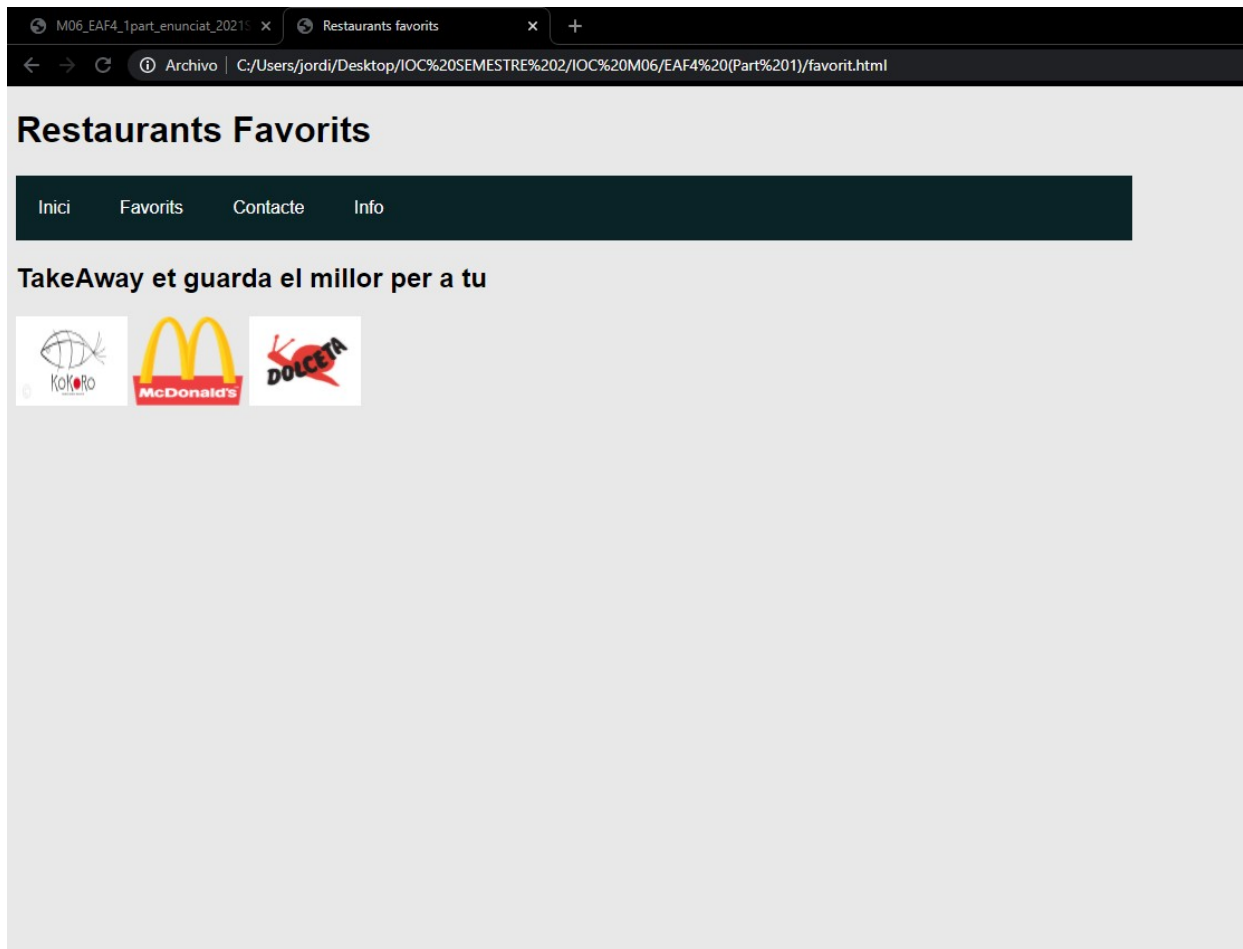 M06_EAF4_1part_enunciat_2021S
Restaurants favorits
Archivo
C:/Users/jordi/Desktop/IOC%20SEMESTRE%202/IOC%20M06/EAF4%20(Part%201)/favorit.html
Restaurants Favorits
Inici Favorits Contacte Info
TakeAway et guarda el millor per a tu
KoKoRo
McDonald's
DOLCETA